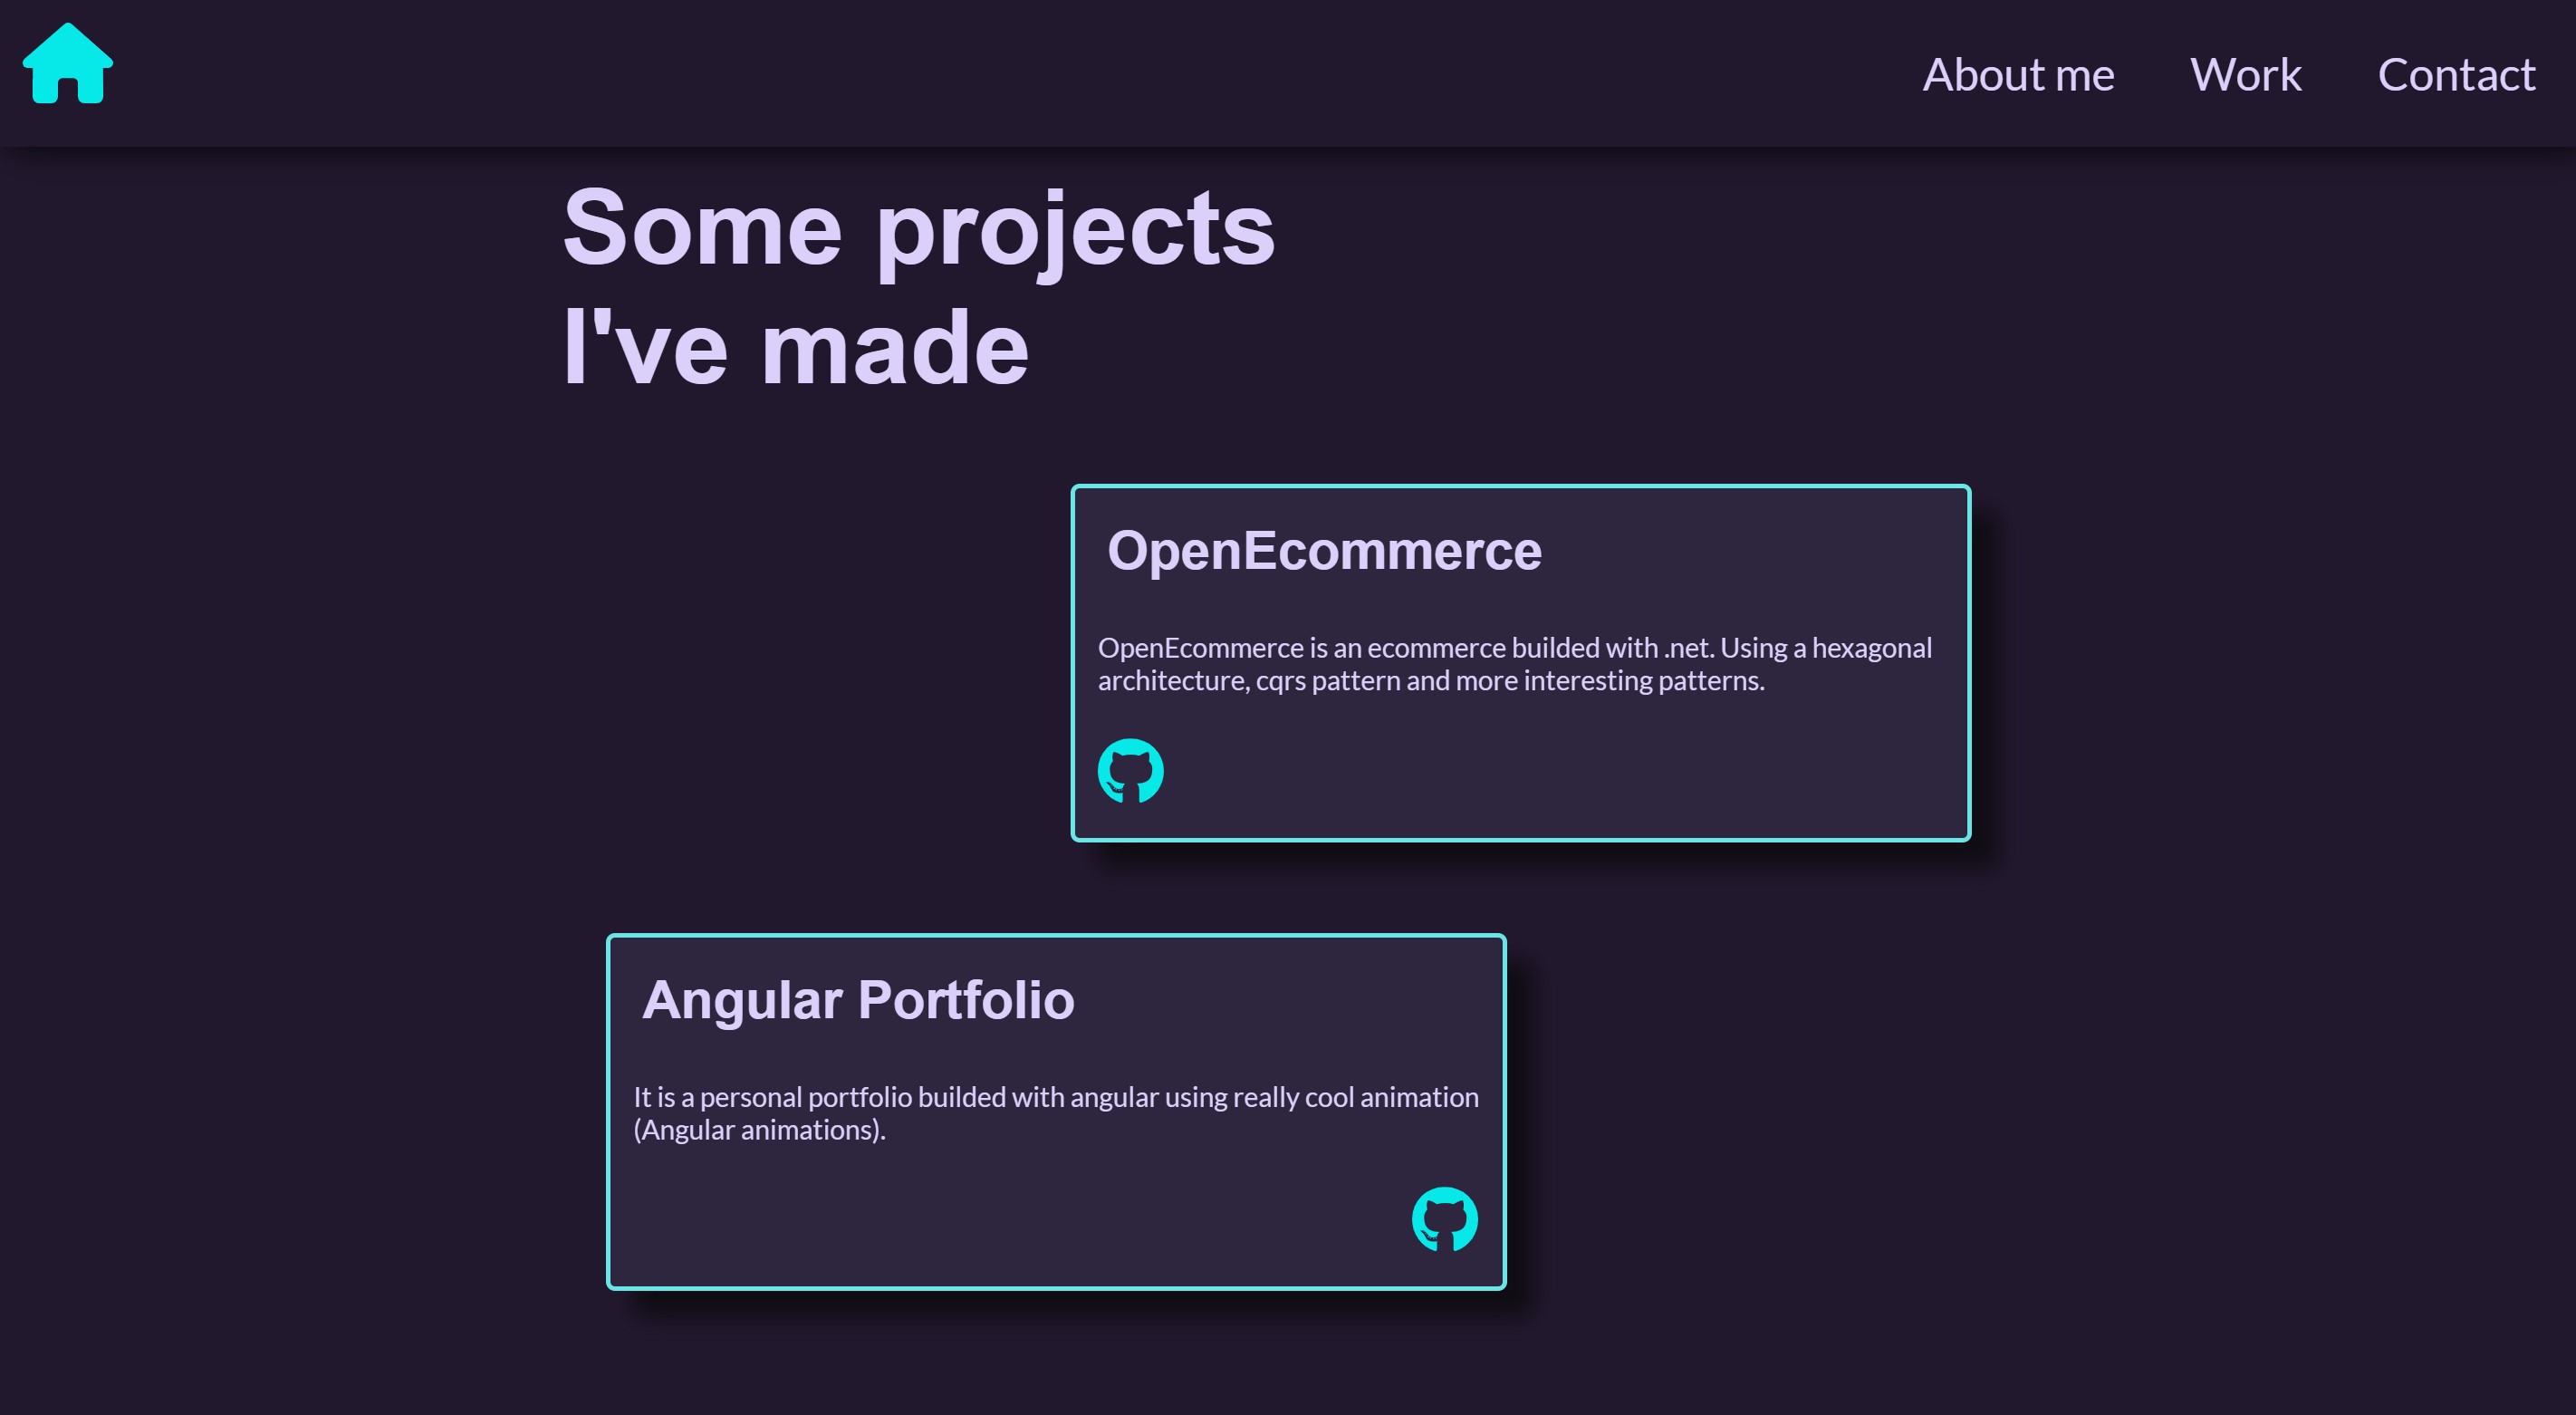 About me Work Contact
Some projects
I've made
OpenEcommerce
OpenEcommerce is an ecommerce builded with .net. Using a hexagonal
architecture, cqrs pattern and more interesting patterns.
Angular Portfolio
It is a personal portfolio builded with angular using really cool animation
(Angular animations).